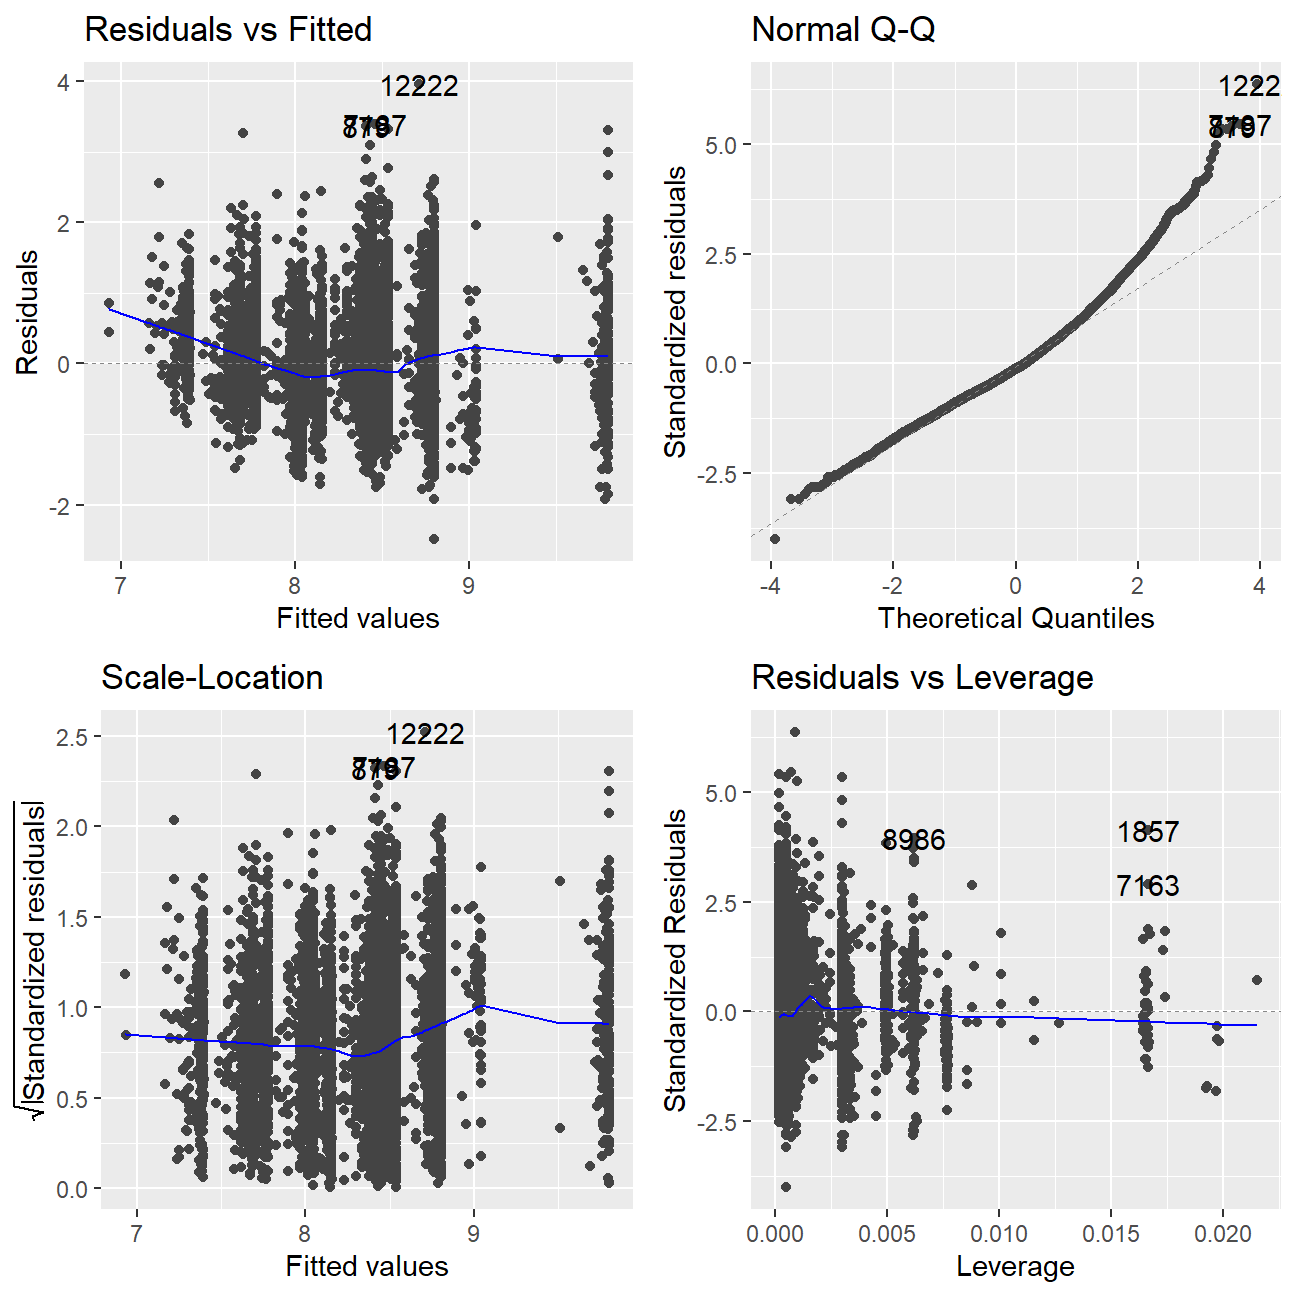 Residuals vs Fitted
12222
4
2
0
-2
Residuals
7 8 9
Fitted values
Normal Q-Q
1222
5.0
2.5
0.0
-2.5
Standardized residuals
-4 -2 0 2 4
Theoretical Quantiles
Scale-Location
12222
2.5
2.0
1.5
1.0
0.5
0.0
√|Standardized residuals|
7 8 9
Fitted values
Residuals vs Leverage
8986
1857
7163
5.0
2.5
0.0
-2.5
Standardized Residuals
0.000 0.005 0.010 0.015 0.020
Leverage